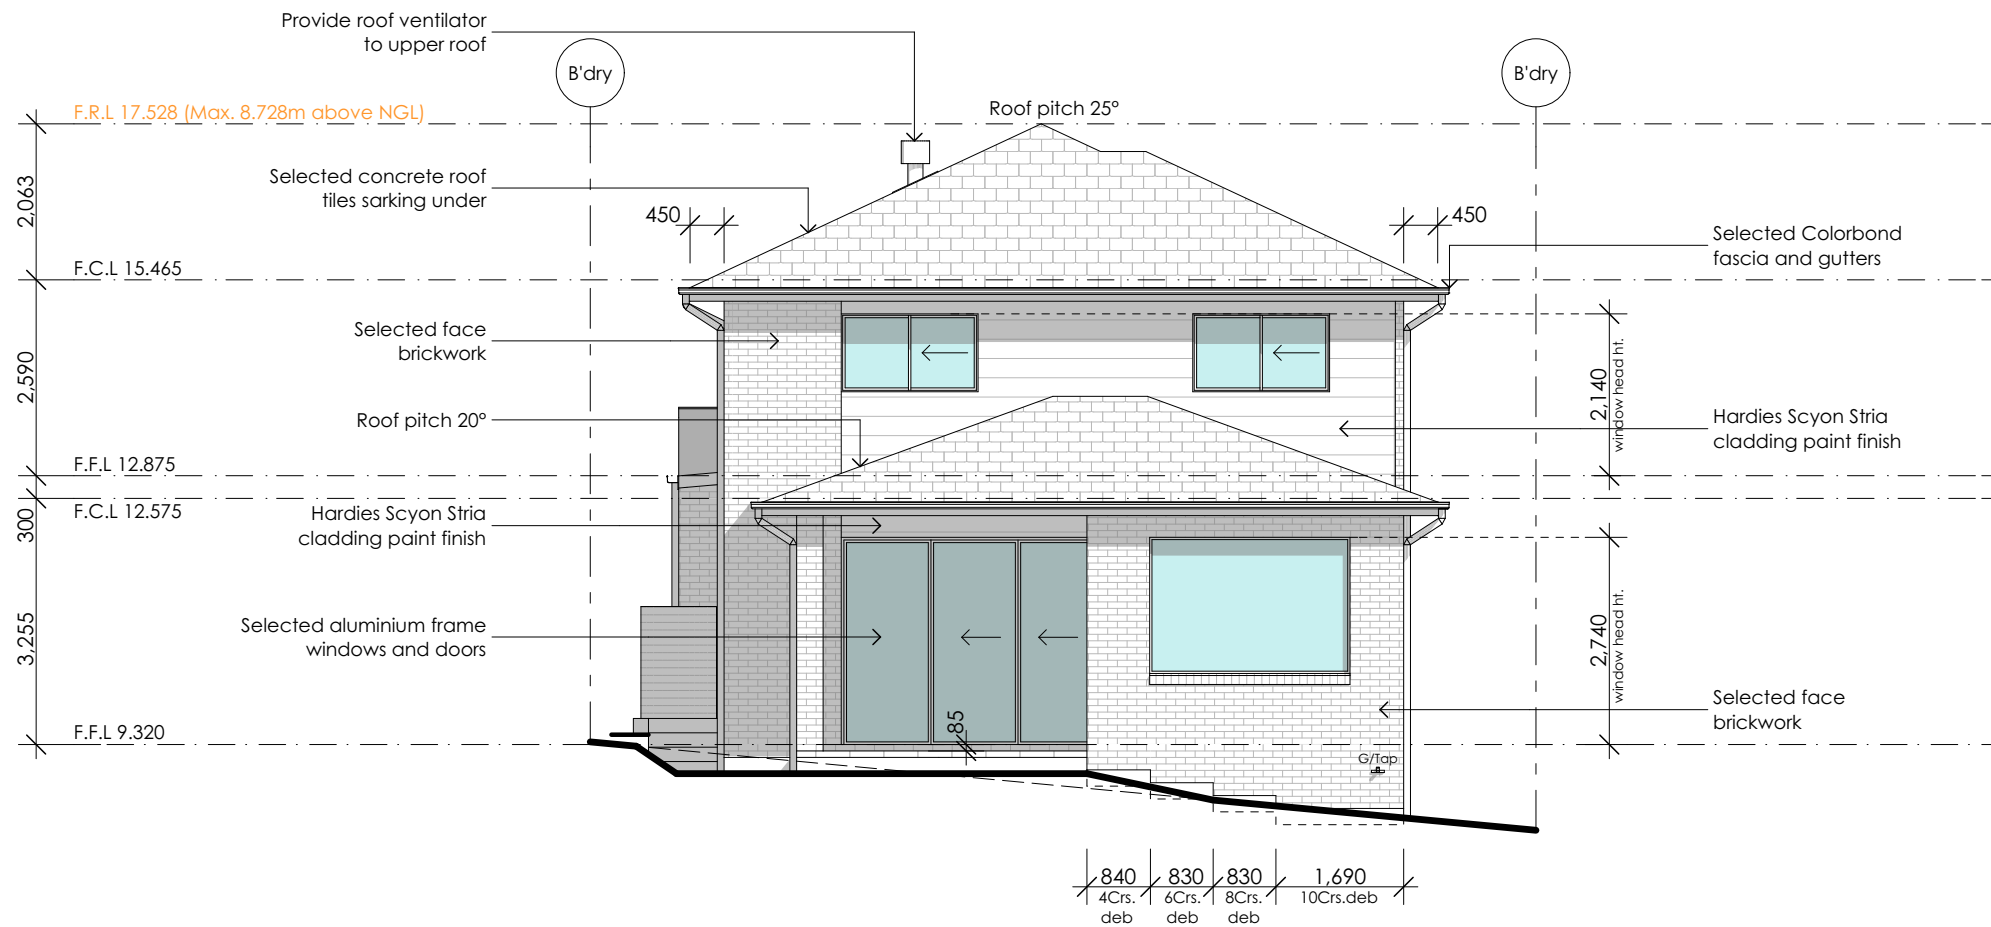 Provide roof ventilator
to upper roof
B'dry
B'dry
F.R.L 17.528 (Max. 8.728m above NGL)
Roof pitch 25°
2,063
Selected concrete roof
tiles sarking under
450
450
Selected Colorbond
fascia and gutters
F.C.L 15.465
Selected face
brickwork
2,590
2,140
window head ht.
Roof pitch 20°
Hardies Scyon Stria
cladding paint finish
F.F.L 12.875
F.C.L 12.575
300
Hardies Scyon Stria
cladding paint finish
3,255
Selected aluminium frame
windows and doors
2,740
window head ht.
Selected face
brickwork
F.F.L 9.320
85
G/Tap
840
830
830
1,690
4Crs.
6Crs.
8Crs.
10Crs.deb
deb
deb
deb